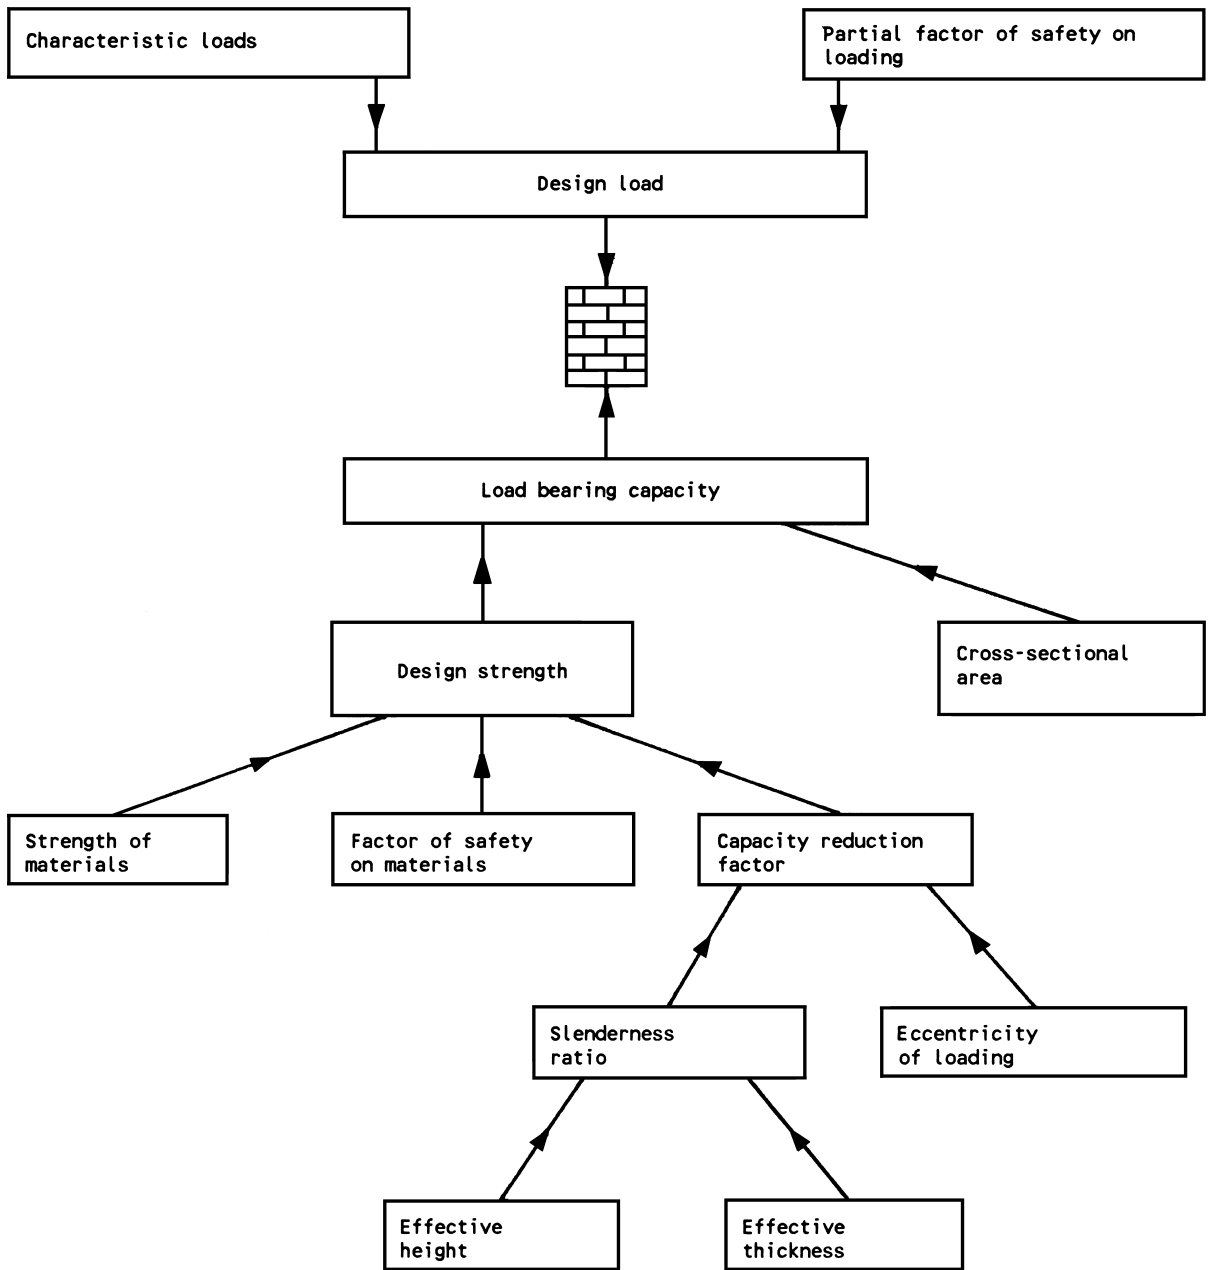 Characteristic loads
Partial factor of safety on
loading
Design load
Load bearing capacity
Design strength
Cross-sectional
area
Strength of
materials
Factor of safety
on materials
Capacity reduction
factor
Slenderness
ratio
Eccentricity
of loading
Effective
height
Effective
thickness